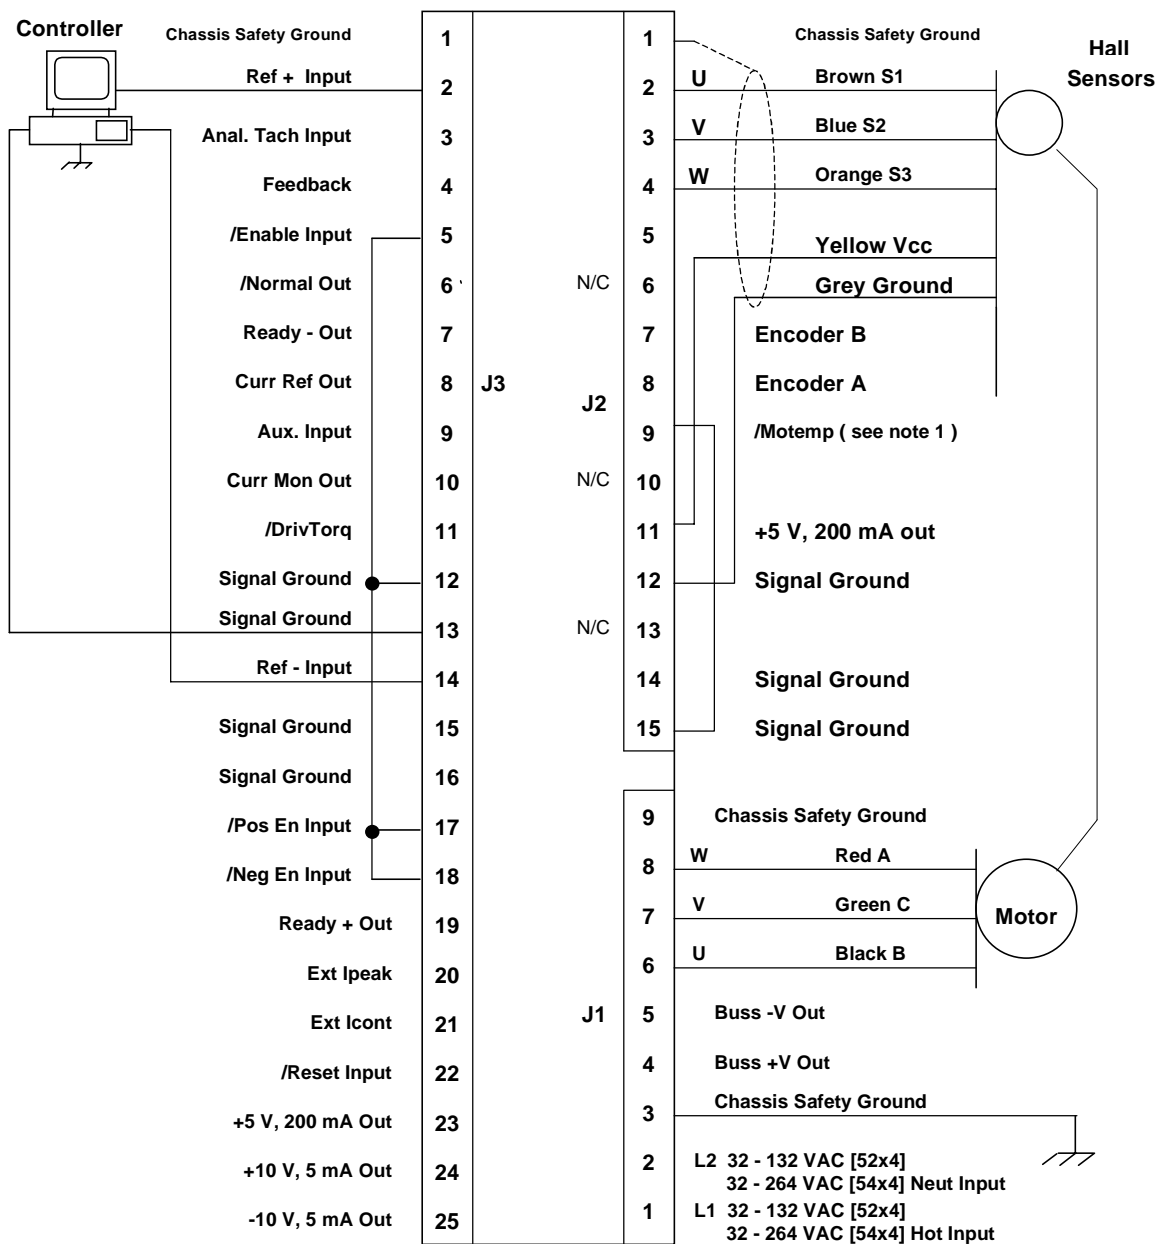 Controller
Chassis Safety Ground 1
Ref + Input 2
Anal. Tach Input 3
Feedback 4
/Enable Input 5
/Normal Out 6
Ready - Out 7
Curr Ref Out 8 J3
Aux. Input 9
Curr Mon Out 10
/DrivTorq 11
Signal Ground 12
Signal Ground 13
Ref - Input 14
Signal Ground 15
Signal Ground 16
/Pos En Input 17
/Neg En Input 18
Ready + Out 19
Ext Ipeak 20
Ext Icont 21
/Reset Input 22
+5 V, 200 mA Out 23
+10 V, 5 mA Out 24
-10 V, 5 mA Out 25
J2
1 Chassis Safety Ground
2 U Brown S1
3 V Blue S2
4 W Orange S3
5
Yellow Vcc
N/C 6
Grey Ground
7 Encoder B
8 Encoder A
9 /Motemp ( see note 1 )
N/C 10
11 +5 V, 200 mA out
12 Signal Ground
N/C 13
14 Signal Ground
15 Signal Ground
Hall
Sensors
J1
9 Chassis Safety Ground
8 W Red A
7 V Green C
6 U Black B
Motor
5 Buss -V Out
4 Buss +V Out
3 Chassis Safety Ground
2 L2 32 - 132 VAC [52x4]
32 - 264 VAC [54x4] Neut Input
1 L1 32 - 132 VAC [52x4]
32 - 264 VAC [54x4] Hot Input